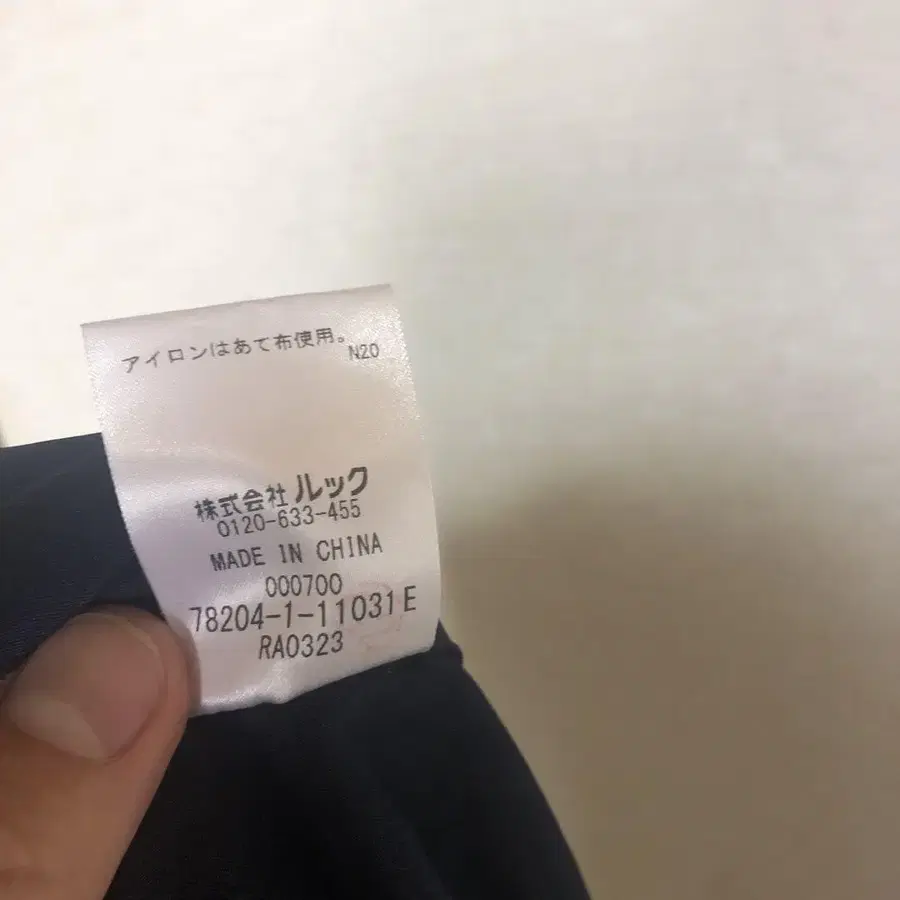 アイロンはあて布使用。
N20
株式会社 ルック
0120-633-455
MADE IN CHINA
000700
78204-1-11031E
RA0323